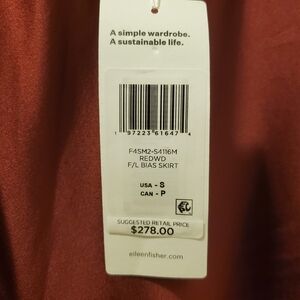 A simple wardrobe.
A sustainable life.
1 97223 61647 4
F4SM2-S4116M
REDWD
F/L BIAS SKIRT
USA - S
CAN - P
SUGGESTED RETAIL PRICE
$278.00
eileenfisher.com